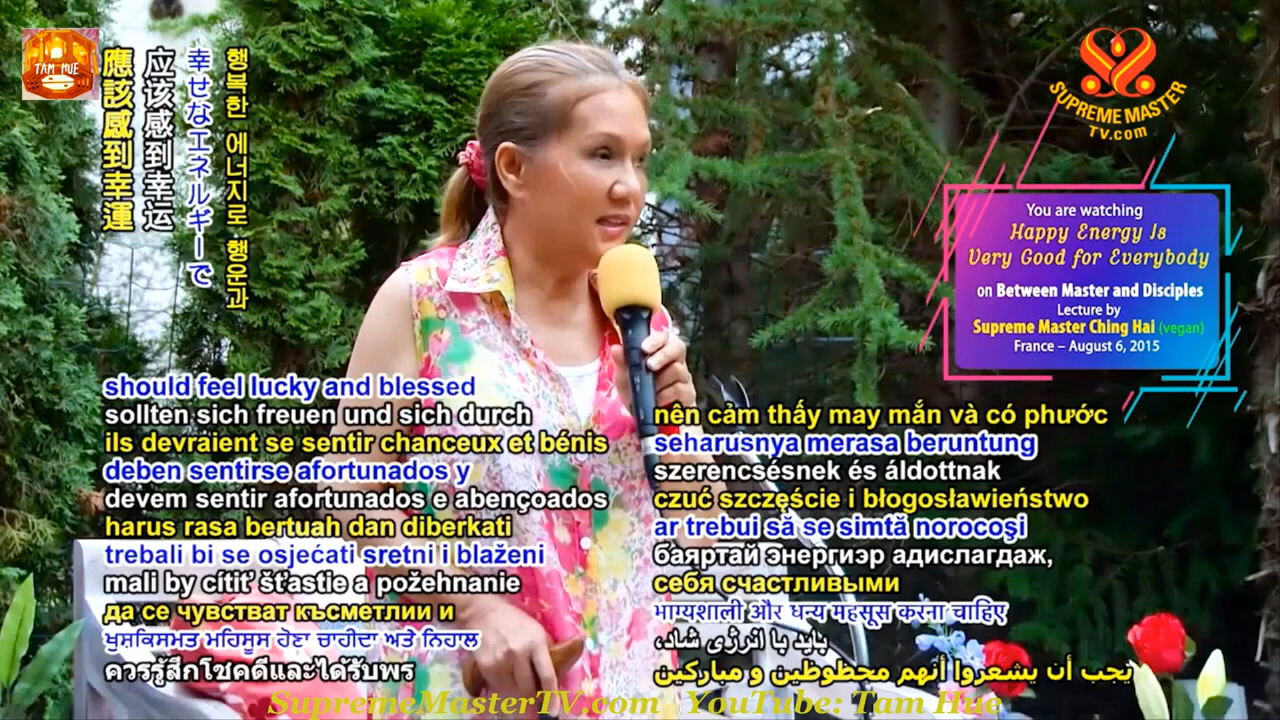 TAM HUE
應該感到幸運
应该感到幸运
幸せなエネルギーで
행복한 에너지로 행운과
SUPREME MASTER
TV.com
You are watching
Happy Energy Is
Very Good for Everybody
on Between Master and Disciples
Lecture by
Supreme Master Ching Hai (vegan)
France – August 6, 2015
should feel lucky and blessed
sollten sich freuen und sich durch
ils devraient se sentir chanceux et bénis
deben sentirse afortunados y
devem sentir afortunados e abençoados
harus rasa bertuah dan diberkati
trebali bi se osjećati sretni i blaženi
mali by cítiť šťastie a požehnanie
да се чувстват късметлии и
ਖੁਸ਼ਕਿਸਮਤ ਮਹਿਸੂਸ ਹੋਣਾ ਚਾਹੀਦਾ ਅਤੇ ਨਿਹਾਲ
ควรรู้สึกโชคดีและได้รับพร
nên cảm thấy may mắn và có phước
seharusnya merasa beruntung
szerencsésnek és áldottnak
czuć szczęście i błogosławieństwo
ar trebui să se simtă norocoşi
баяртай энергиэр адислагдаж,
себя счастливыми
भाग्यशाली और धन्य महसूस करना चाहिए
باید با انرژی شاد،
يجب أن يشعروا أنهم محظوظين و مباركين
SupremeMasterTV.com YouTube: Tam Hue